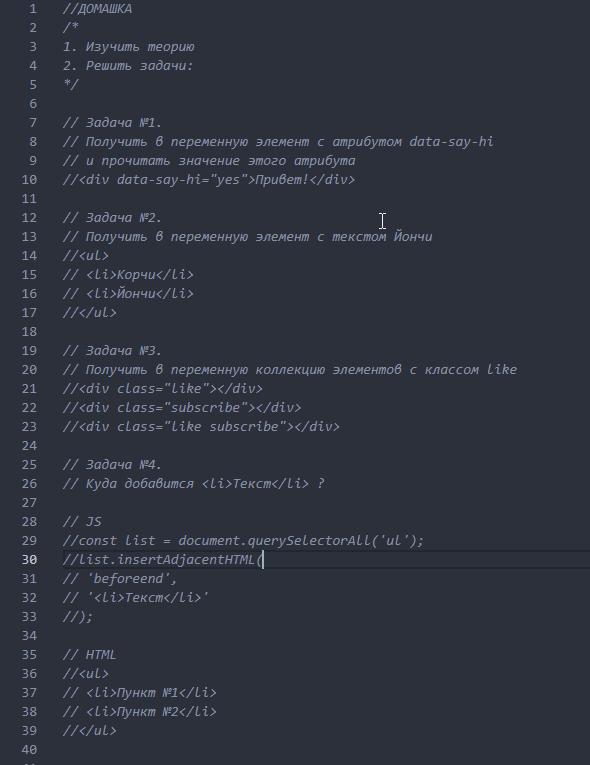 1 //ДОМАШКА
2 /*
3 1. Изучить теорию
4 2. Решить задачи:
5 */
6
7 // Задача №1.
8 // Получить в переменную элемент с атрибутом data-say-hi
9 // и прочитать значение этого атрибута
10 //<div data-say-hi="yes">Привет!</div>
11
12 // Задача №2.
13 // Получить в переменную элемент с текстом Йончи
14 //<ul>
15 // <li>Корчи</li>
16 // <li>Йончи</li>
17 //</ul>
18
19 // Задача №3.
20 // Получить в переменную коллекцию элементов с классом like
21 //<div class="like"></div>
22 //<div class="subscribe"></div>
23 //<div class="like subscribe"></div>
24
25 // Задача №4.
26 // Куда добавится <li>Текст</li> ?
27
28 // JS
29 //const list = document.querySelectorAll('ul');
30 //list.insertAdjacentHTML(
31 // 'beforeend',
32 // '<li>Текст</li>'
33 //);
34
35 // HTML
36 //<ul>
37 // <li>Пункт №1</li>
38 // <li>Пункт №2</li>
39 //</ul>
40